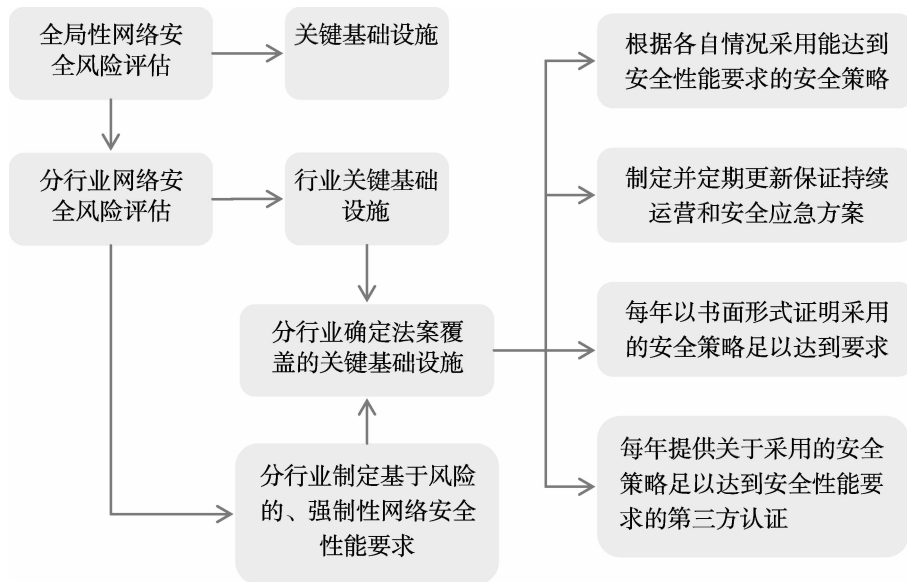 全局性网络安
全风险评估
关键基础设施
分行业网络安
全风险评估
行业关键基础
设施
分行业确定法案覆
盖的关键基础设施
分行业制定基于风险
的、强制性网络安全
性能要求
根据各自情况采用能达到
安全性能要求的安全策略
制定并定期更新保证持续
运营和安全应急方案
每年以书面形式证明采用
的安全策略足以达到要求
每年提供关于采用的安全
策略足以达到安全性能要
求的第三方认证